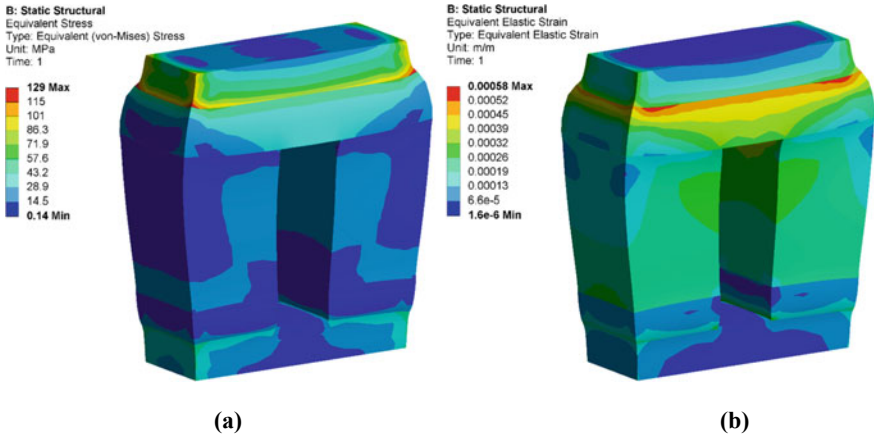 B: Static Structural
Equivalent Stress
Type: Equivalent (von-Mises) Stress
Unit: MPa
Time: 1
129 Max
115
101
86.3
71.9
57.6
43.2
28.9
14.5
0.14 Min
(a)
B: Static Structural
Equivalent Elastic Strain
Type: Equivalent Elastic Strain
Unit: m/m
Time: 1
0.00058 Max
0.00052
0.00045
0.00039
0.00032
0.00026
0.00019
0.00013
6.6e-5
1.6e-6 Min
(b)